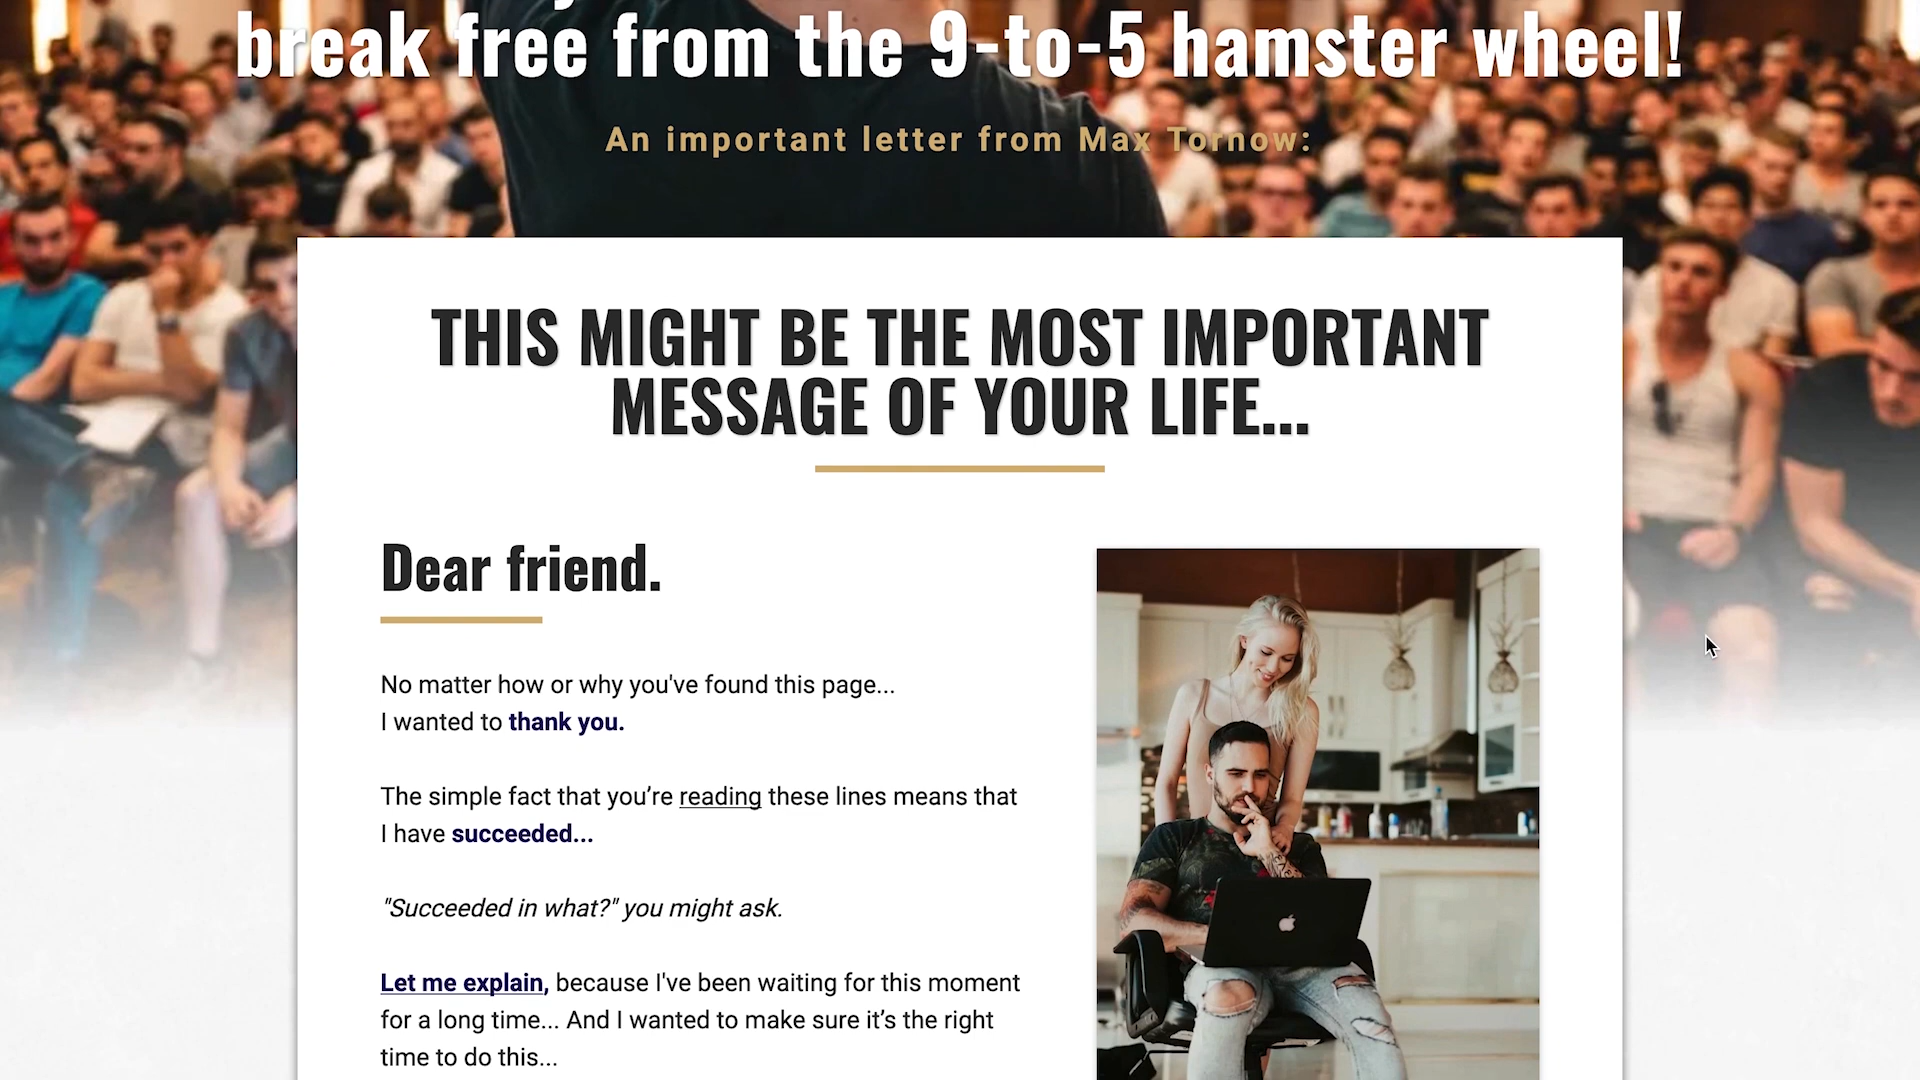 break free from the 9-to-5 hamster wheel!
An important letter from Max Tornow:
THIS MIGHT BE THE MOST IMPORTANT
MESSAGE OF YOUR LIFE...
Dear friend.
No matter how or why you've found this page...
I wanted to thank you.
The simple fact that you’re reading these lines means that
I have succeeded...
"Succeeded in what?" you might ask.
Let me explain, because I've been waiting for this moment
for a long time... And I wanted to make sure it’s the right
time to do this...